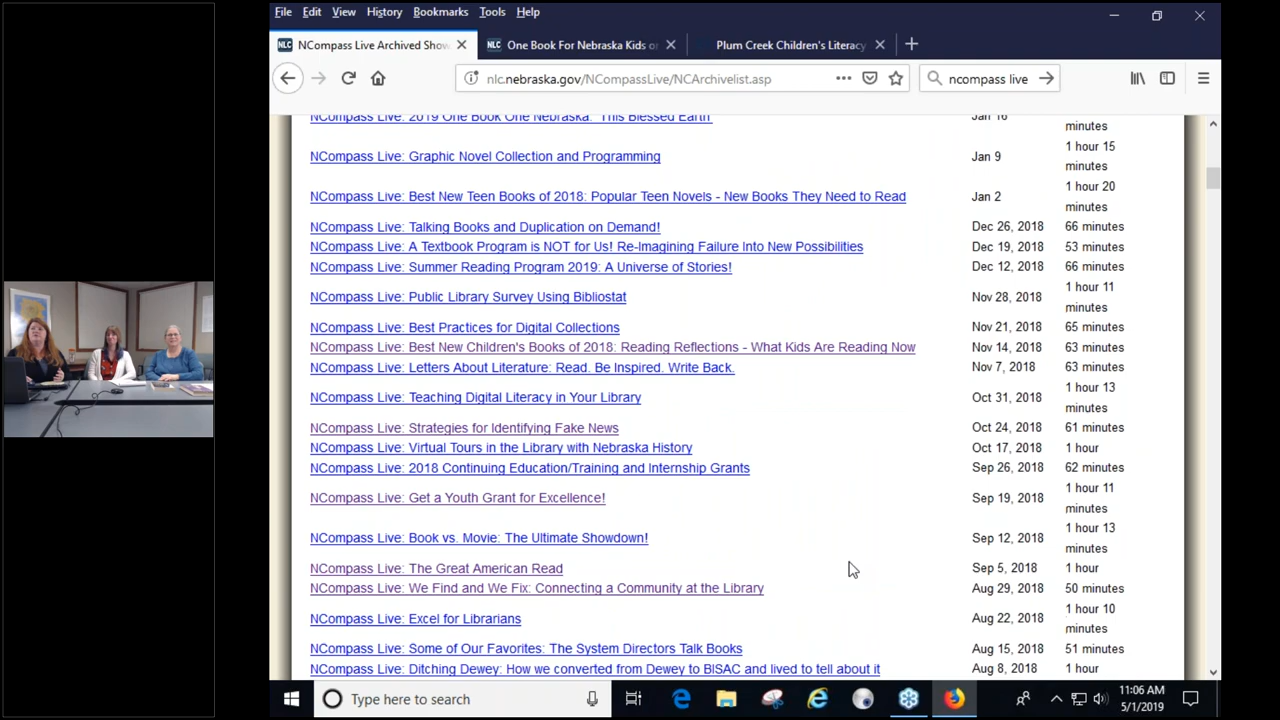 File Edit View History Bookmarks Tools Help
NLC NCompass Live Archived Show
NLC One Book For Nebraska Kids o
Plum Creek Children's Literacy
nlc.nebraska.gov/NCompassLive/NCArchivelist.asp
ncompass live
NCompass Live: 2019 One Book One Nebraska: "This Blessed Earth" Jan 16 minutes
NCompass Live: Graphic Novel Collection and Programming Jan 9 1 hour 15 minutes
NCompass Live: Best New Teen Books of 2018: Popular Teen Novels - New Books They Need to Read Jan 2 1 hour 20 minutes
NCompass Live: Talking Books and Duplication on Demand! Dec 26, 2018 66 minutes
NCompass Live: A Textbook Program is NOT for Us! Re-Imagining Failure Into New Possibilities Dec 19, 2018 53 minutes
NCompass Live: Summer Reading Program 2019: A Universe of Stories! Dec 12, 2018 66 minutes
NCompass Live: Public Library Survey Using Bibliostat Nov 28, 2018 1 hour 11 minutes
NCompass Live: Best Practices for Digital Collections Nov 21, 2018 65 minutes
NCompass Live: Best New Children's Books of 2018: Reading Reflections - What Kids Are Reading Now Nov 14, 2018 63 minutes
NCompass Live: Letters About Literature: Read. Be Inspired. Write Back. Nov 7, 2018 63 minutes
NCompass Live: Teaching Digital Literacy in Your Library Oct 31, 2018 1 hour 13 minutes
NCompass Live: Strategies for Identifying Fake News Oct 24, 2018 61 minutes
NCompass Live: Virtual Tours in the Library with Nebraska History Oct 17, 2018 1 hour
NCompass Live: 2018 Continuing Education/Training and Internship Grants Sep 26, 2018 62 minutes
NCompass Live: Get a Youth Grant for Excellence! Sep 19, 2018 1 hour 11 minutes
NCompass Live: Book vs. Movie: The Ultimate Showdown! Sep 12, 2018 1 hour 13 minutes
NCompass Live: The Great American Read Sep 5, 2018 1 hour
NCompass Live: We Find and We Fix: Connecting a Community at the Library Aug 29, 2018 50 minutes
NCompass Live: Excel for Librarians Aug 22, 2018 1 hour 10 minutes
NCompass Live: Some of Our Favorites: The System Directors Talk Books Aug 15, 2018 51 minutes
NCompass Live: Ditching Dewey: How we converted from Dewey to BISAC and lived to tell about it Aug 8, 2018 1 hour
Type here to search
11:06 AM
5/1/2019